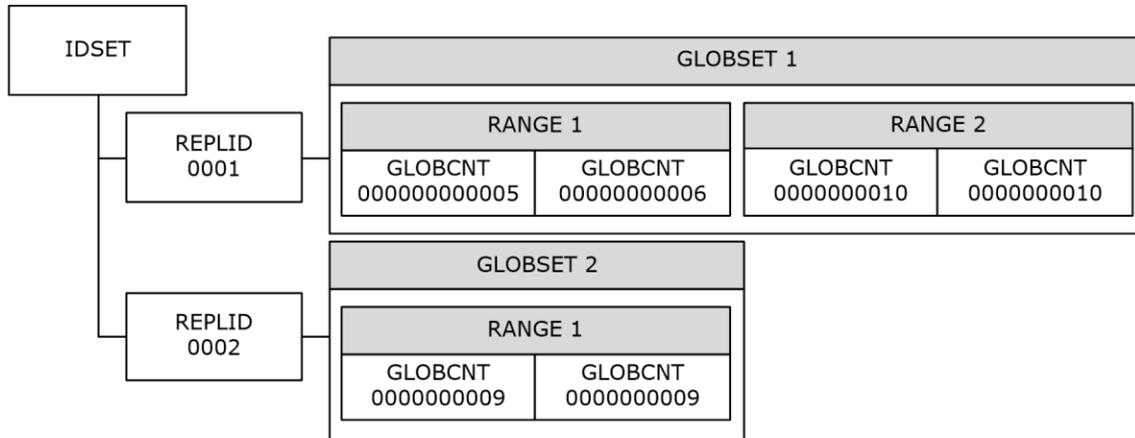 IDSET
GLOBSET 1
REPLID
0001
RANGE 1
RANGE 2
GLOBCNT
000000000005
GLOBCNT
00000000006
GLOBCNT
0000000010
GLOBCNT
0000000010
GLOBSET 2
REPLID
0002
RANGE 1
GLOBCNT
0000000009
GLOBCNT
0000000009